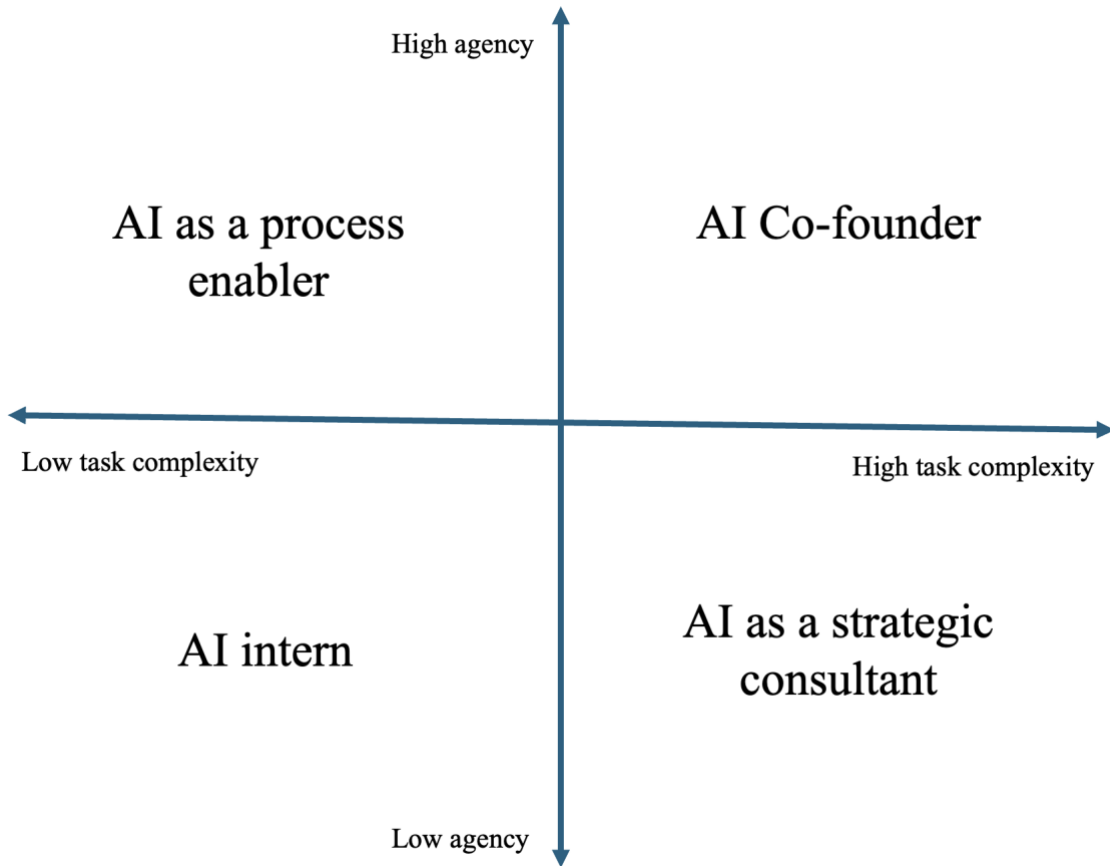 High agency
AI as a process
enabler
AI Co-founder
Low task complexity
High task complexity
AI intern
AI as a strategic
consultant
Low agency